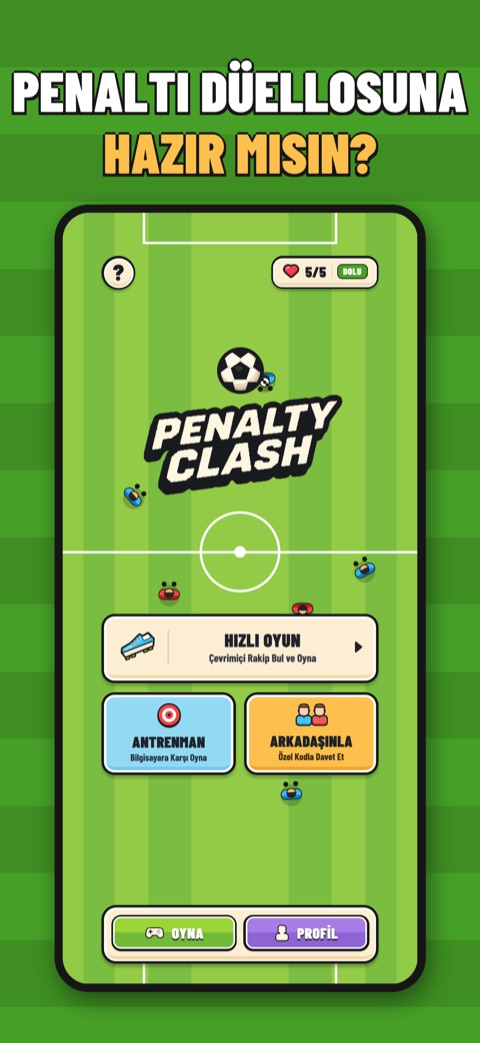 PENALTI DÜELLOSUNA
HAZIR MISIN?
?
5/5 DOLU
PENALTY
CLASH
HIZLI OYUN
Çevrimiçi Rakip Bul ve Oyna
ANTRENMAN
Bilgisayara Karşı Oyna
ARKADAŞINLA
Özel Kodla Davet Et
OYNA
PROFİL